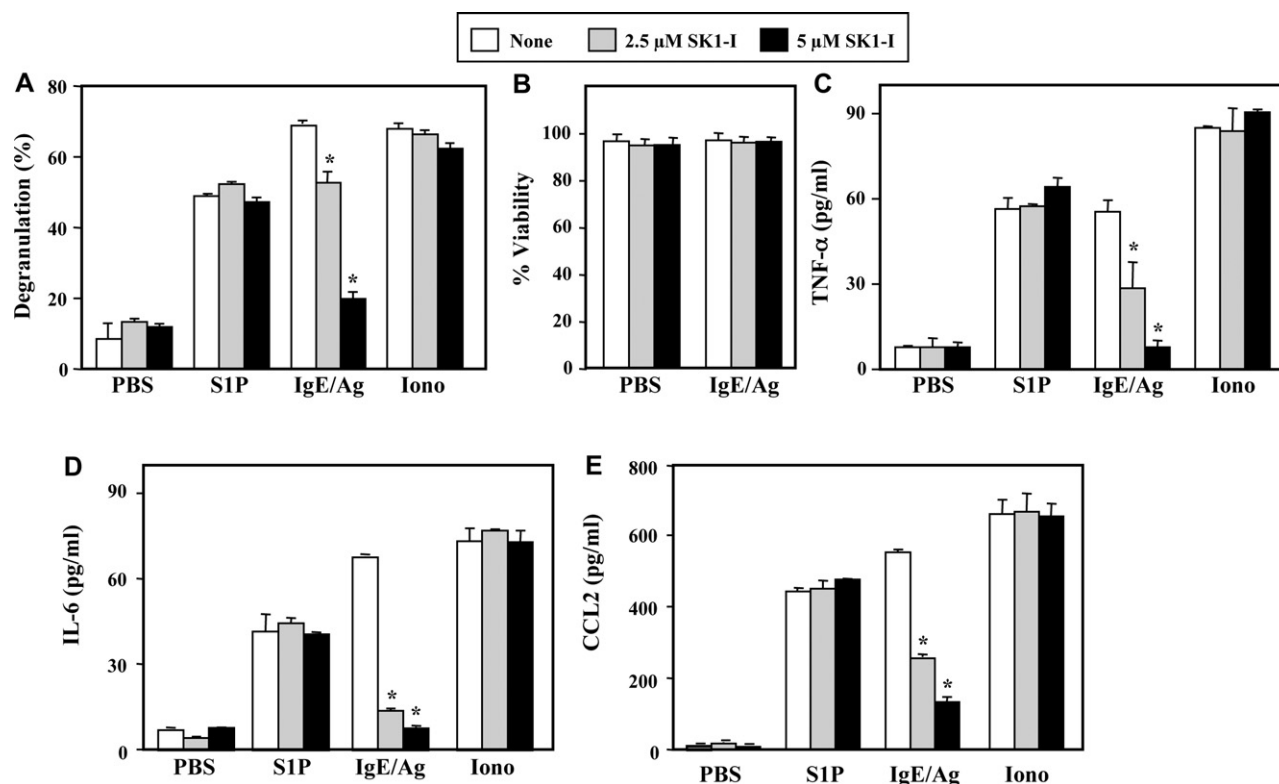 None 2.5 µM SK1-I 5 µM SK1-I
A
Degranulation (%)
80
60
40
20
0
* *
PBS S1P IgE/Ag Iono
B
% Viability
100
80
60
40
20
0
PBS IgE/Ag
C
TNF-α (pg/ml)
90
60
30
0
* *
PBS S1P IgE/Ag Iono
D
IL-6 (pg/ml)
90
60
30
0
* *
PBS S1P IgE/Ag Iono
E
CCL2 (pg/ml)
800
600
400
200
0
* *
PBS S1P IgE/Ag Iono